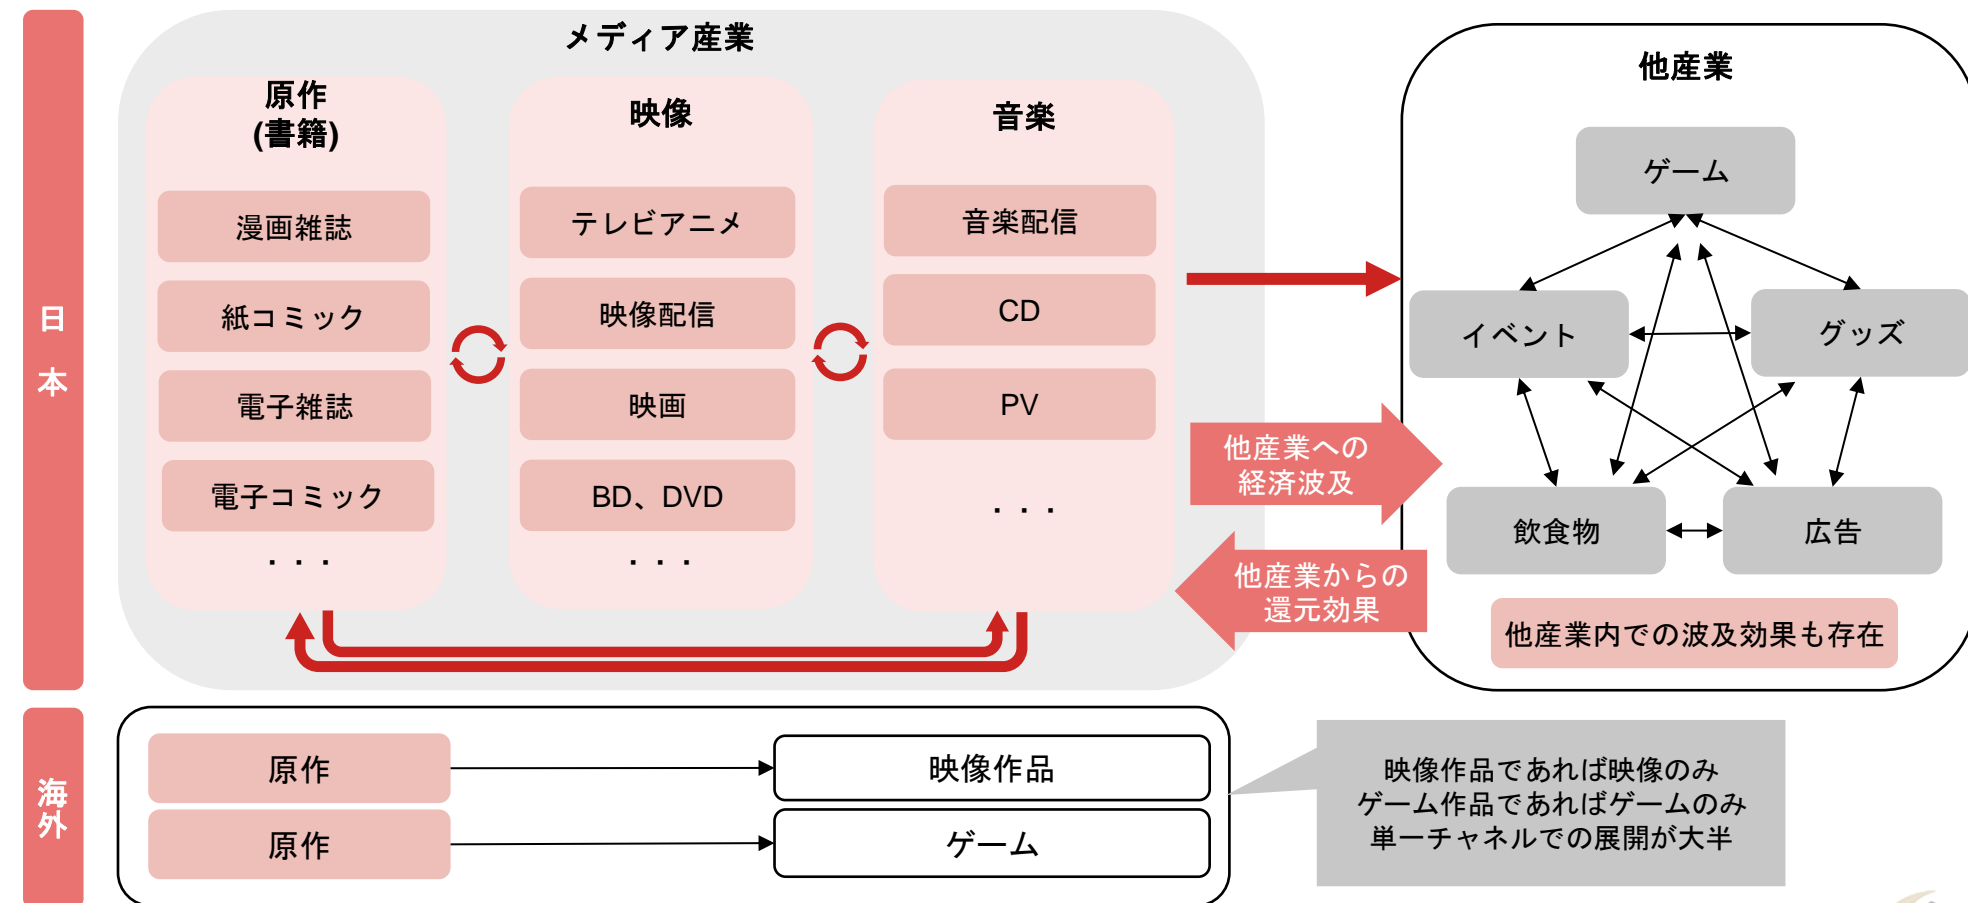 日本
メディア産業
原作
(書籍)
漫画雑誌
紙コミック
電子雑誌
電子コミック
・・・
映像
テレビアニメ
映像配信
映画
BD、DVD
・・・
音楽
音楽配信
CD
PV
・・・
他産業への
経済波及
他産業からの
還元効果
他産業
ゲーム
イベント
グッズ
飲食物
広告
他産業内での波及効果も存在
海外
原作
映像作品
原作
ゲーム
映像作品であれば映像のみ
ゲーム作品であればゲームのみ
単一チャネルでの展開が大半